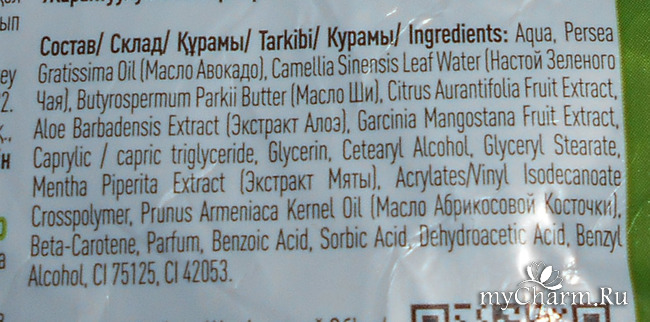 ып
Состав/ Склад/ Құрамы/ Tarkibi/ Курамы/ Ingredients: Aqua, Persea
Gratissima Oil (Масло Авокадо), Camellia Sinensis Leaf Water (Настой Зеленого
Чая), Butyrospermum Parkii Butter (Масло Ши), Citrus Aurantifolia Fruit Extract,
Aloe Barbadensis Extract (Экстракт Алоэ), Garcinia Mangostana Fruit Extract,
Caprylic / capric triglyceride, Glycerin, Cetearyl Alcohol, Glyceryl Stearate,
Mentha Piperita Extract (Экстракт Мяты), Acrylates/Vinyl Isodecanoate
Crosspolymer, Prunus Armeniaca Kernel Oil (Масло Абрикосовой Косточки),
Beta-Carotene, Parfum, Benzoic Acid, Sorbic Acid, Dehydroacetic Acid, Benzyl
Alcohol, CI 75125, CI 42053.
ey
2.
н
myCharm.Ru